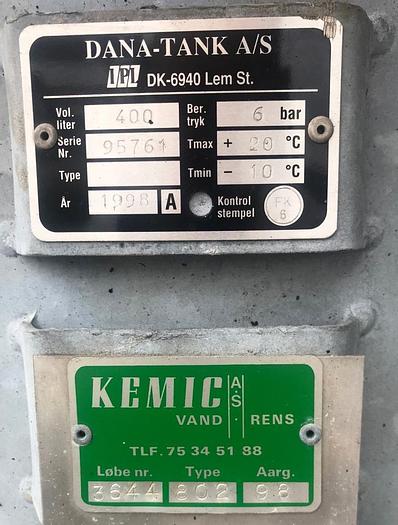 DANA-TANK A/S
IPL DK-6940 Lem St.
Vol. liter 400 Ber. tryk 6 bar
Serie Nr. 95761 Tmax + 20 °C
Type Tmin - 10 °C
År 1998 A Kontrol stempel FK 6
KEMIC A.S.
VAND RENS
TLF. 75 34 51 88
Løbe nr. Type Aarg.
3644 802 98